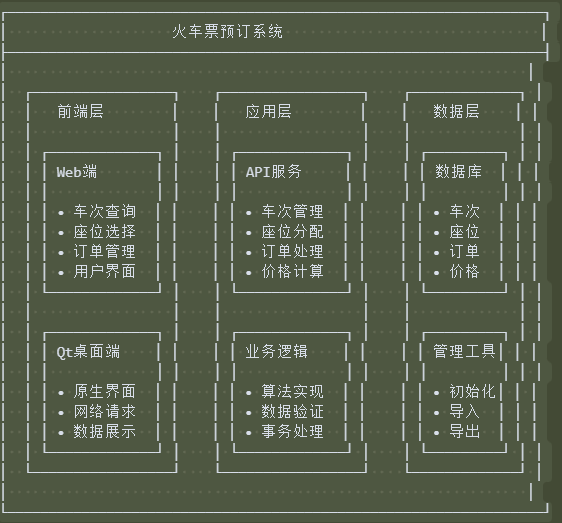 火车票预订系统
前端层 应用层 数据层
Web端 API服务 数据库
• 车次查询 • 车次管理 • 车次
• 座位选择 • 座位分配 • 座位
• 订单管理 • 订单处理 • 订单
• 用户界面 • 价格计算 • 价格
Qt桌面端 业务逻辑 管理工具
• 原生界面 • 算法实现 • 初始化
• 网络请求 • 数据验证 • 导入
• 数据展示 • 事务处理 • 导出